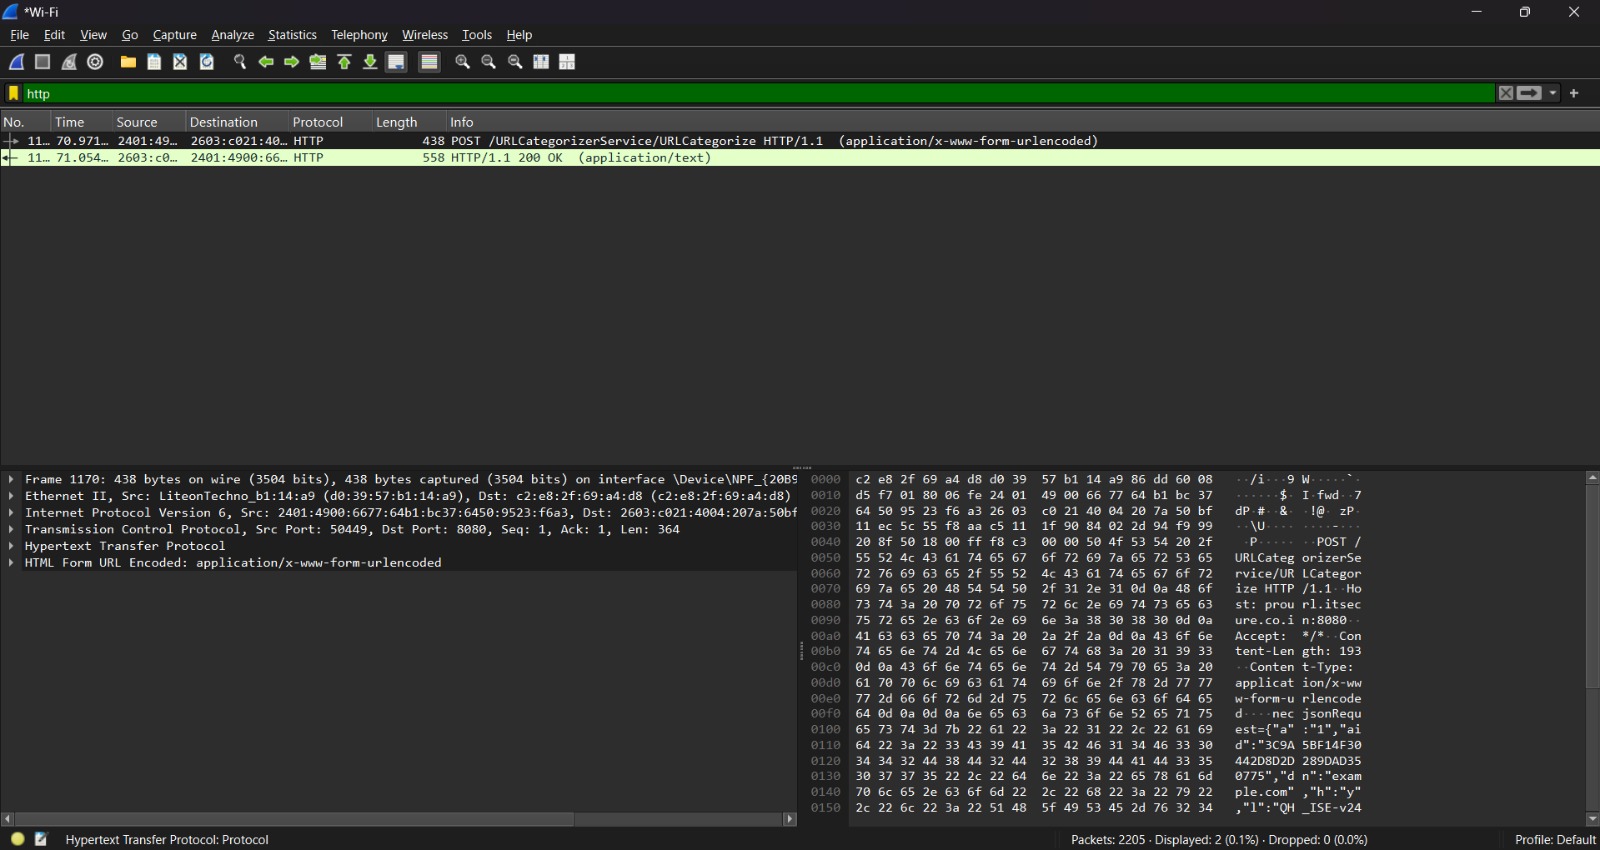 *Wi-Fi
File Edit View Go Capture Analyze Statistics Telephony Wireless Tools Help
http
No. Time Source Destination Protocol Length Info
11… 70.971… 2401:49… 2603:c021:40… HTTP 438 POST /URLCategorizerService/URLCategorize HTTP/1.1 (application/x-www-form-urlencoded)
11… 71.054… 2603:c0… 2401:4900:66… HTTP 558 HTTP/1.1 200 OK (application/text)
Frame 1170: 438 bytes on wire (3504 bits), 438 bytes captured (3504 bits) on interface \Device\NPF_{20B9
Ethernet II, Src: LiteonTechno_b1:14:a9 (d0:39:57:b1:14:a9), Dst: c2:e8:2f:69:a4:d8 (c2:e8:2f:69:a4:d8)
Internet Protocol Version 6, Src: 2401:4900:6677:64b1:bc37:6450:9523:f6a3, Dst: 2603:c021:4004:207a:50bf
Transmission Control Protocol, Src Port: 50449, Dst Port: 8080, Seq: 1, Ack: 1, Len: 364
Hypertext Transfer Protocol
HTML Form URL Encoded: application/x-www-form-urlencoded
0000 c2 e8 2f 69 a4 d8 d0 39 57 b1 14 a9 86 dd 60 08 ··/i···9 W·····`·
0010 d5 f7 01 80 06 fe 24 01 49 00 66 77 64 b1 bc 37 ······$· I·fwd··7
0020 64 50 95 23 f6 a3 26 03 c0 21 40 04 20 7a 50 bf dP·#··&· ·!@· zP·
0030 11 ec 5c 55 f8 aa c5 11 1f 90 84 02 2d 94 f9 99 ··\U···· ····-···
0040 20 8f 50 18 00 ff f8 c3 00 00 50 4f 53 54 20 2f ·P····· ··POST /
0050 55 52 4c 43 61 74 65 67 6f 72 69 7a 65 72 53 65 URLCateg orizerSe
0060 72 76 69 63 65 2f 55 52 4c 43 61 74 65 67 6f 72 rvice/UR LCategor
0070 69 7a 65 20 48 54 54 50 2f 31 2e 31 0d 0a 48 6f ize HTTP /1.1··Ho
0080 73 74 3a 20 70 72 6f 75 72 6c 2e 69 74 73 65 63 st: prou rl.itsec
0090 75 72 65 2e 63 6f 2e 69 6e 3a 38 30 38 30 0d 0a ure.co.i n:8080··
00a0 41 63 63 65 70 74 3a 20 2a 2f 2a 0d 0a 43 6f 6e Accept: */*··Con
00b0 74 65 6e 74 2d 4c 65 6e 67 74 68 3a 20 31 39 33 tent-Len gth: 193
00c0 0d 0a 43 6f 6e 74 65 6e 74 2d 54 79 70 65 3a 20 ··Conten t-Type:
00d0 61 70 70 6c 69 63 61 74 69 6f 6e 2f 78 2d 77 77 applicat ion/x-ww
00e0 77 2d 66 6f 72 6d 2d 75 72 6c 65 6e 63 6f 64 65 w-form-u rlencode
00f0 64 0d 0a 0d 0a 6e 65 63 6a 73 6f 6e 52 65 71 75 d····nec jsonRequ
0100 65 73 74 3d 7b 22 61 22 3a 22 31 22 2c 22 61 69 est={"a" :"1","ai
0110 64 22 3a 22 33 43 39 41 35 42 46 31 34 46 33 30 d":"3C9A 5BF14F30
0120 34 34 32 44 38 44 32 44 32 38 39 44 41 44 33 35 442D8D2D 289DAD35
0130 30 37 37 35 22 2c 22 64 6e 22 3a 22 65 78 61 6d 0775","d n":"exam
0140 70 6c 65 2e 63 6f 6d 22 2c 22 68 22 3a 22 79 22 ple.com" ,"h":"y"
0150 2c 22 6c 22 3a 22 51 48 5f 49 53 45 2d 76 32 34 ,"l":"QH _ISE-v24
Hypertext Transfer Protocol: Protocol
Packets: 2205 · Displayed: 2 (0.1%) · Dropped: 0 (0.0%)
Profile: Default